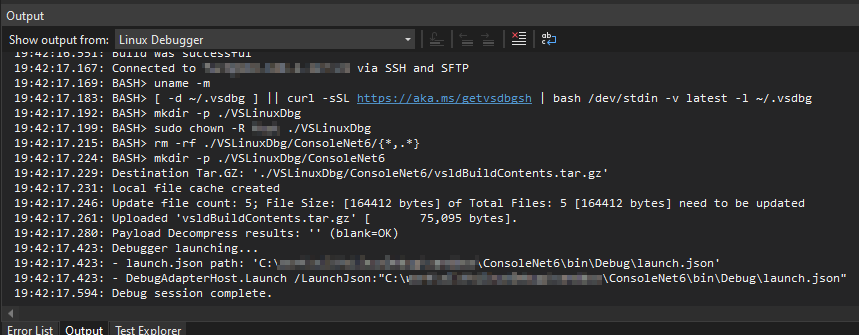 Output
Show output from: Linux Debugger
19:42:16.551: Build was successful
19:42:17.167: Connected to via SSH and SFTP
19:42:17.169: BASH> uname -m
19:42:17.183: BASH> [ -d ~/.vsdbg ] || curl -sSL https://aka.ms/getvsdbgsh | bash /dev/stdin -v latest -l ~/.vsdbg
19:42:17.192: BASH> mkdir -p ./VSLinuxDbg
19:42:17.199: BASH> sudo chown -R ./VSLinuxDbg
19:42:17.215: BASH> rm -rf ./VSLinuxDbg/ConsoleNet6/{*,.*}
19:42:17.224: BASH> mkdir -p ./VSLinuxDbg/ConsoleNet6
19:42:17.229: Destination Tar.GZ: './VSLinuxDbg/ConsoleNet6/vsldBuildContents.tar.gz'
19:42:17.231: Local file cache created
19:42:17.246: Update file count: 5; File Size: [164412 bytes] of Total Files: 5 [164412 bytes] need to be updated
19:42:17.261: Uploaded 'vsldBuildContents.tar.gz' [ 75,095 bytes].
19:42:17.280: Payload Decompress results: '' (blank=OK)
19:42:17.423: Debugger launching...
19:42:17.423: - launch.json path: 'C:\ \ConsoleNet6\bin\Debug\launch.json'
19:42:17.423: - DebugAdapterHost.Launch /LaunchJson:"C:\ \ConsoleNet6\bin\Debug\launch.json"
19:42:17.594: Debug session complete.
Error List Output Test Explorer